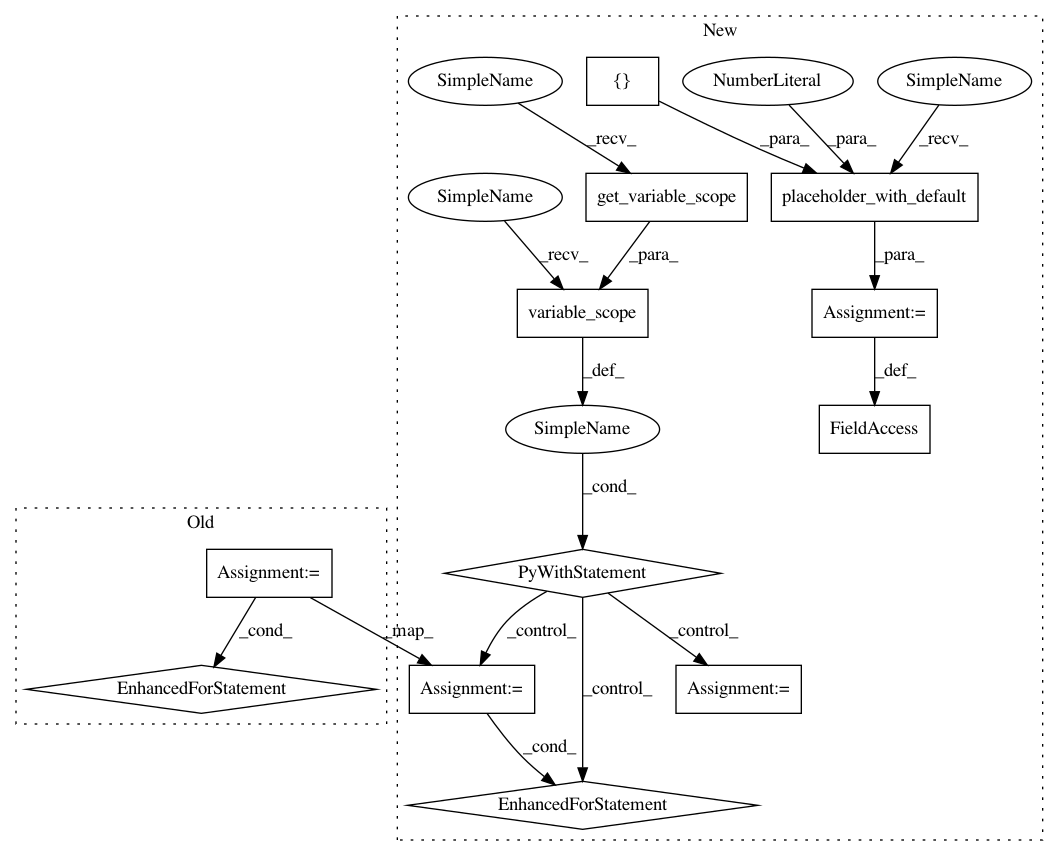 New
SimpleName
{}
NumberLiteral
SimpleName
_recv_
_para_
_para_
_recv_
SimpleName
get_variable_scope
placeholder_with_default
_recv_
_para_
_para_
variable_scope
Assignment:=
_def_
_def_
SimpleName
FieldAccess
_cond_
Old
Assignment:=
PyWithStatement
_cond_
_map_
_control_
_control_
EnhancedForStatement
Assignment:=
_control_
Assignment:=
_cond_
EnhancedForStatement